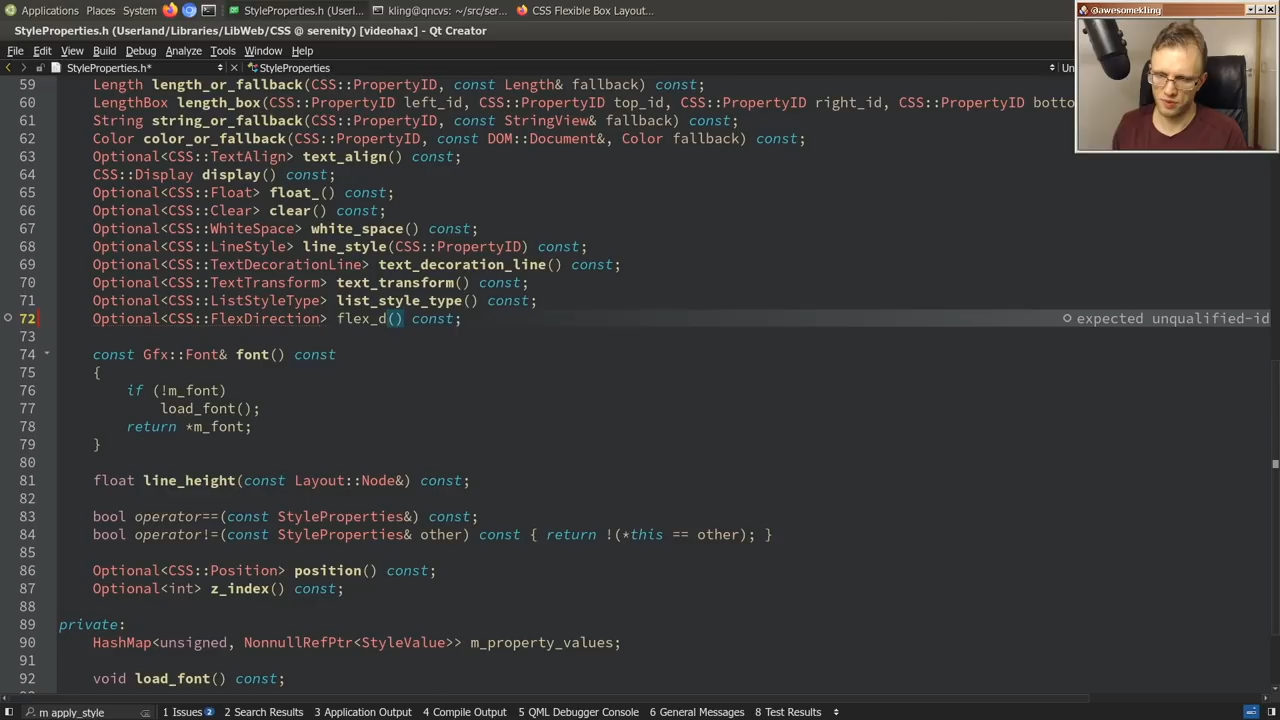 Applications Places System StyleProperties.h (Userl... kling@qncvs: ~/src/ser... CSS Flexible Box Layout...
@awesomekling
StyleProperties.h (Userland/Libraries/LibWeb/CSS @ serenity) [videohax] - Qt Creator
File Edit View Build Debug Analyze Tools Window Help
StyleProperties.h* StyleProperties Un
59 Length length_or_fallback(CSS::PropertyID, const Length& fallback) const;
60 LengthBox length_box(CSS::PropertyID left_id, CSS::PropertyID top_id, CSS::PropertyID right_id, CSS::PropertyID botto
61 String string_or_fallback(CSS::PropertyID, const StringView& fallback) const;
62 Color color_or_fallback(CSS::PropertyID, const DOM::Document&, Color fallback) const;
63 Optional<CSS::TextAlign> text_align() const;
64 CSS::Display display() const;
65 Optional<CSS::Float> float_() const;
66 Optional<CSS::Clear> clear() const;
67 Optional<CSS::WhiteSpace> white_space() const;
68 Optional<CSS::LineStyle> line_style(CSS::PropertyID) const;
69 Optional<CSS::TextDecorationLine> text_decoration_line() const;
70 Optional<CSS::TextTransform> text_transform() const;
71 Optional<CSS::ListStyleType> list_style_type() const;
72 Optional<CSS::FlexDirection> flex_d() const; expected unqualified-id
73
74 const Gfx::Font& font() const
75 {
76 if (!m_font)
77 load_font();
78 return *m_font;
79 }
80
81 float line_height(const Layout::Node&) const;
82
83 bool operator==(const StyleProperties&) const;
84 bool operator!=(const StyleProperties& other) const { return !(*this == other); }
85
86 Optional<CSS::Position> position() const;
87 Optional<int> z_index() const;
88
89 private:
90 HashMap<unsigned, NonnullRefPtr<StyleValue>> m_property_values;
91
92 void load_font() const;
m apply_style 1 Issues 2 2 Search Results 3 Application Output 4 Compile Output 5 QML Debugger Console 6 General Messages 8 Test Results